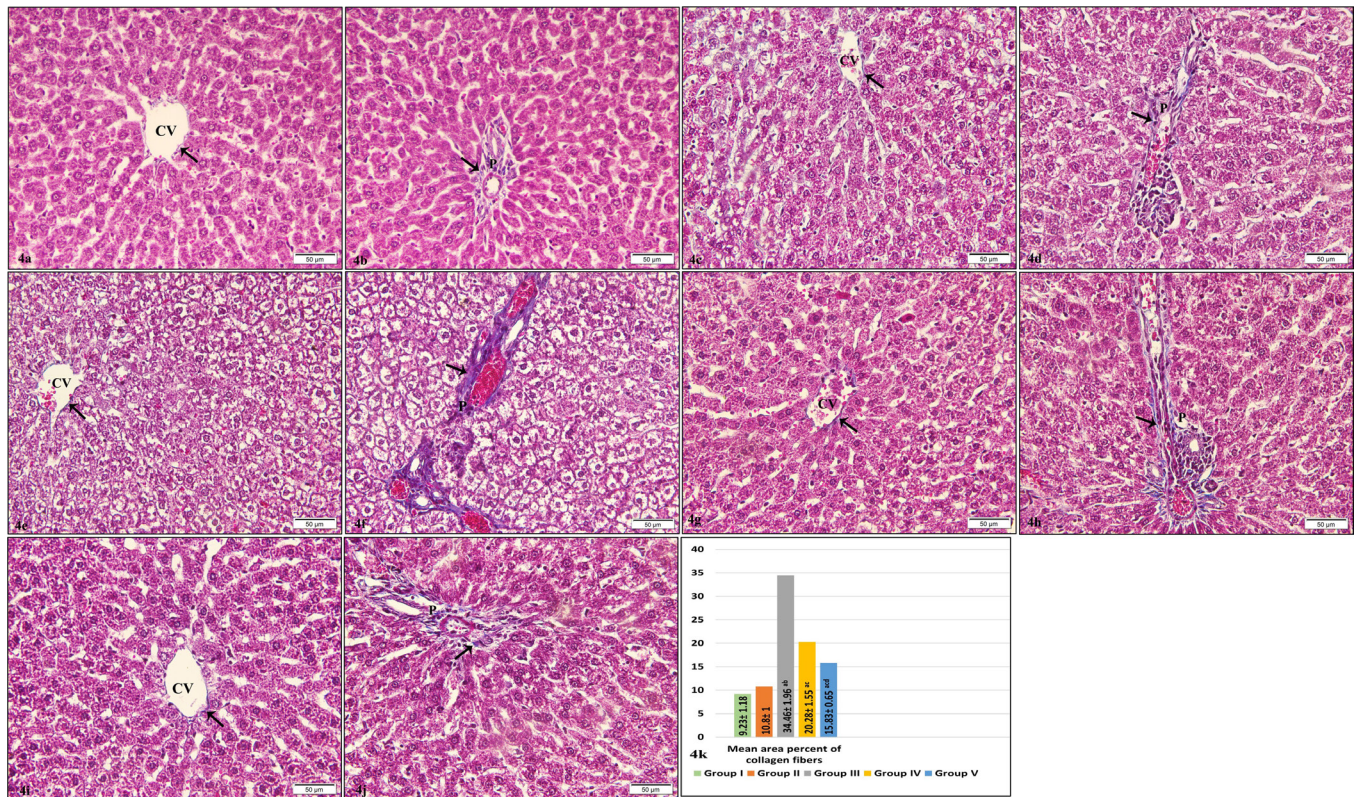 CV
4a
50 µm
P
4b
50 µm
CV
4c
50 µm
P
4d
50 µm
CV
4e
50 µm
P
4f
50 µm
CV
4g
50 µm
P
4h
50 µm
CV
4i
50 µm
P
4j
50 µm
40
35
30
25
20
15
10
5
0
9.23± 1.18
10.8± 1
34.46± 1.96 ab
20.28± 1.55 ac
15.83± 0.65 acd
4k
Mean area percent of
collagen fibers
Group I Group II Group III Group IV Group V